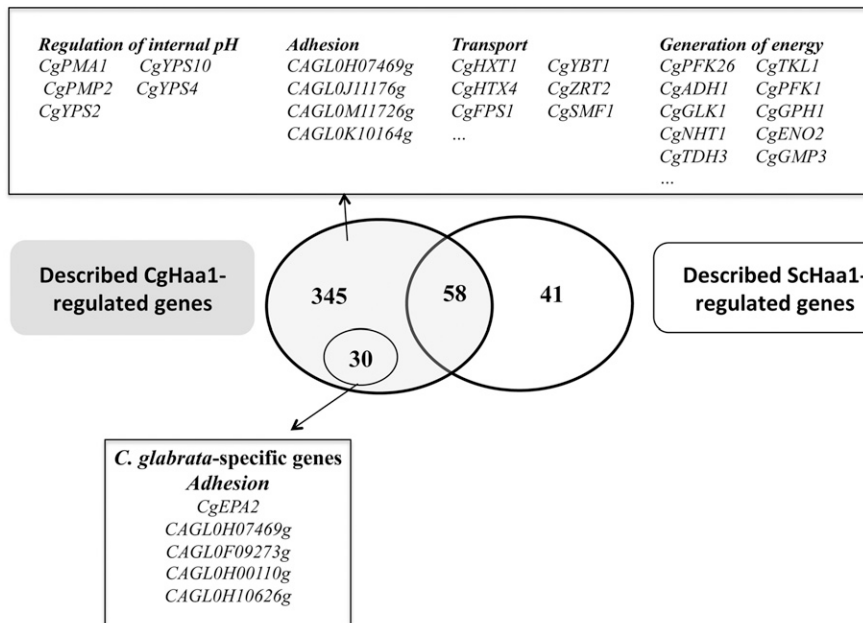 Regulation of internal pH
CgPMA1 CgYPS10
CgPMP2 CgYPS4
CgYPS2
Adhesion
CAGL0H07469g
CAGL0J11176g
CAGL0M11726g
CAGL0K10164g
Transport
CgHXT1 CgYBT1
CgHTX4 CgZRT2
CgFPS1 CgSMF1
...
Generation of energy
CgPFK26 CgTKL1
CgADH1 CgPFK1
CgGLK1 CgGPH1
CgNHT1 CgENO2
CgTDH3 CgGMP3
...
Described CgHaa1-
regulated genes
345
58
41
30
Described ScHaa1-
regulated genes
C. glabrata-specific genes
Adhesion
CgEPA2
CAGL0H07469g
CAGL0F09273g
CAGL0H00110g
CAGL0H10626g